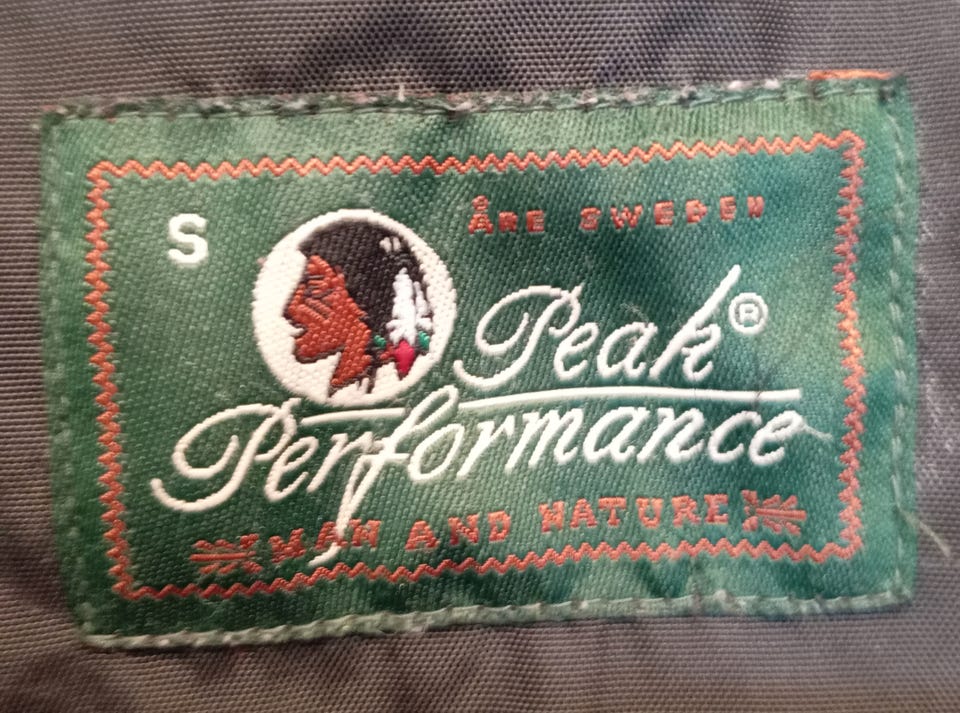 S
ÅRE SWEDEN
Peak®
Performance
MAN AND NATURE